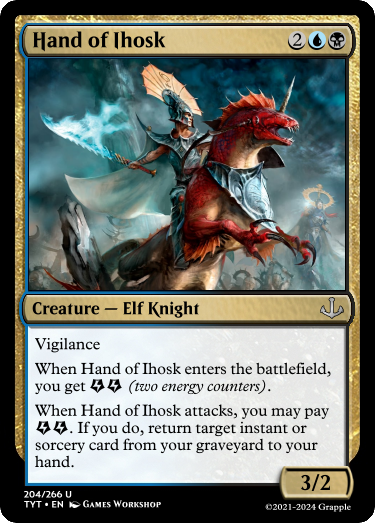 Hand of Ihosk 2
Creature — Elf Knight
Vigilance
When Hand of Ihosk enters the battlefield,
you get (two energy counters).
When Hand of Ihosk attacks, you may pay
. If you do, return target instant or
sorcery card from your graveyard to your
hand.
3/2
204/266 U
TYT • EN Games Workshop
©2021-2024 Grapple